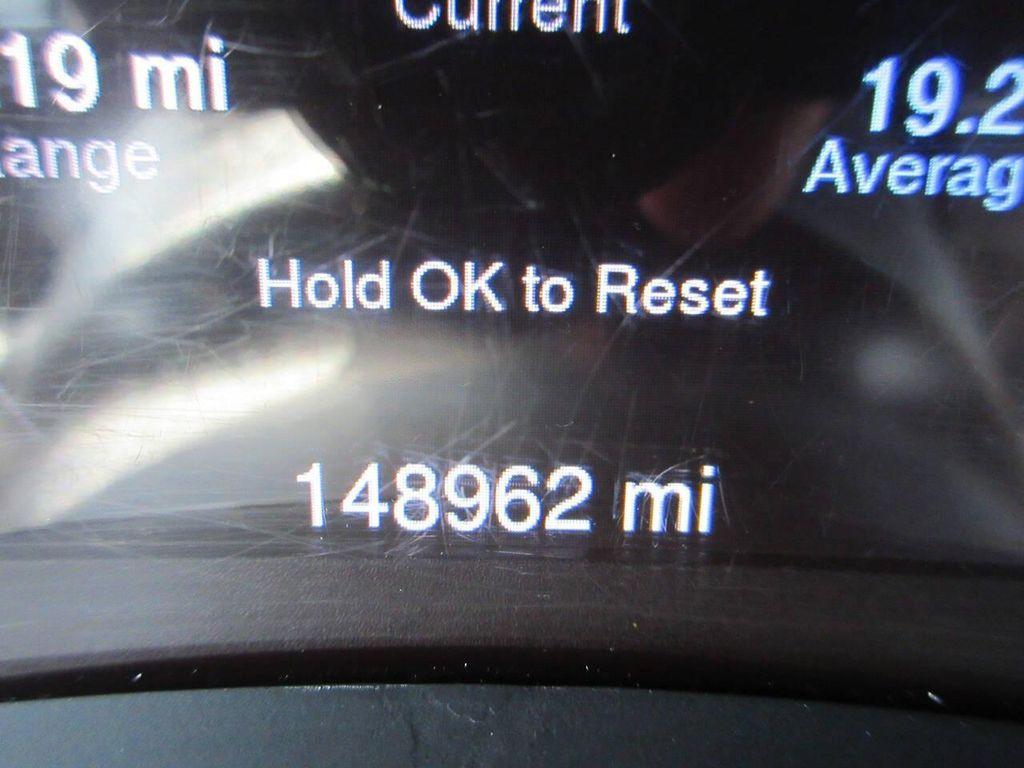 Current
19 mi
19.2
ange
Averag
Hold OK to Reset
148962 mi